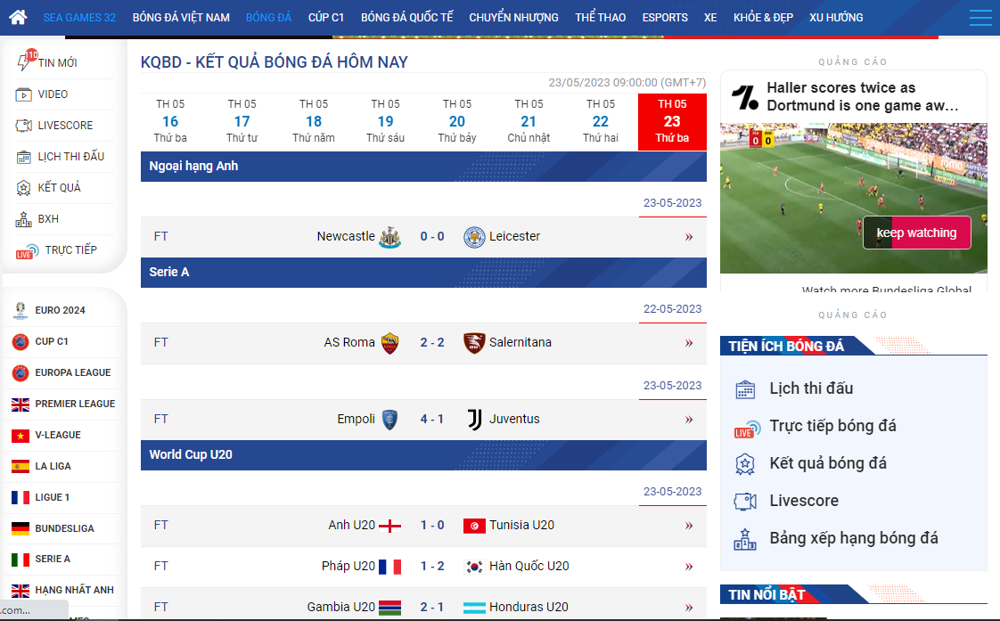 SEA GAMES 32 BÓNG ĐÁ VIỆT NAM BÓNG ĐÁ CÚP C1 BÓNG ĐÁ QUỐC TẾ CHUYỂN NHƯỢNG THỂ THAO ESPORTS XE KHỎE & ĐẸP XU HƯỚNG
110
TIN MỚI
VIDEO
LIVESCORE
LỊCH THI ĐẤU
KẾT QUẢ
BXH
LIVE TRỰC TIẾP
EURO 2024
CUP C1
EUROPA LEAGUE
PREMIER LEAGUE
V-LEAGUE
LA LIGA
LIGUE 1
BUNDESLIGA
SERIE A
HẠNG NHẤT ANH
.com...
KQBD - KẾT QUẢ BÓNG ĐÁ HÔM NAY
23/05/2023 09:00:00 (GMT+7)
TH 05 TH 05 TH 05 TH 05 TH 05 TH 05 TH 05 TH 05
16 17 18 19 20 21 22 23
Thứ ba Thứ tư Thứ năm Thứ sáu Thứ bảy Chủ nhật Thứ hai Thứ ba
Ngoại hạng Anh
23-05-2023
FT Newcastle 0 - 0 Leicester »
Serie A
22-05-2023
FT AS Roma 2 - 2 Salernitana »
23-05-2023
FT Empoli 4 - 1 Juventus »
World Cup U20
23-05-2023
FT Anh U20 1 - 0 Tunisia U20 »
FT Pháp U20 1 - 2 Hàn Quốc U20 »
FT Gambia U20 2 - 1 Honduras U20 »
QUẢNG CÁO
Haller scores twice as
Dortmund is one game aw…
0 0
keep watching
Watch more Bundesliga Global
QUẢNG CÁO
TIỆN ÍCH BÓNG ĐÁ
Lịch thi đấu
LIVE Trực tiếp bóng đá
Kết quả bóng đá
Livescore
Bảng xếp hạng bóng đá
TIN NỔI BẬT